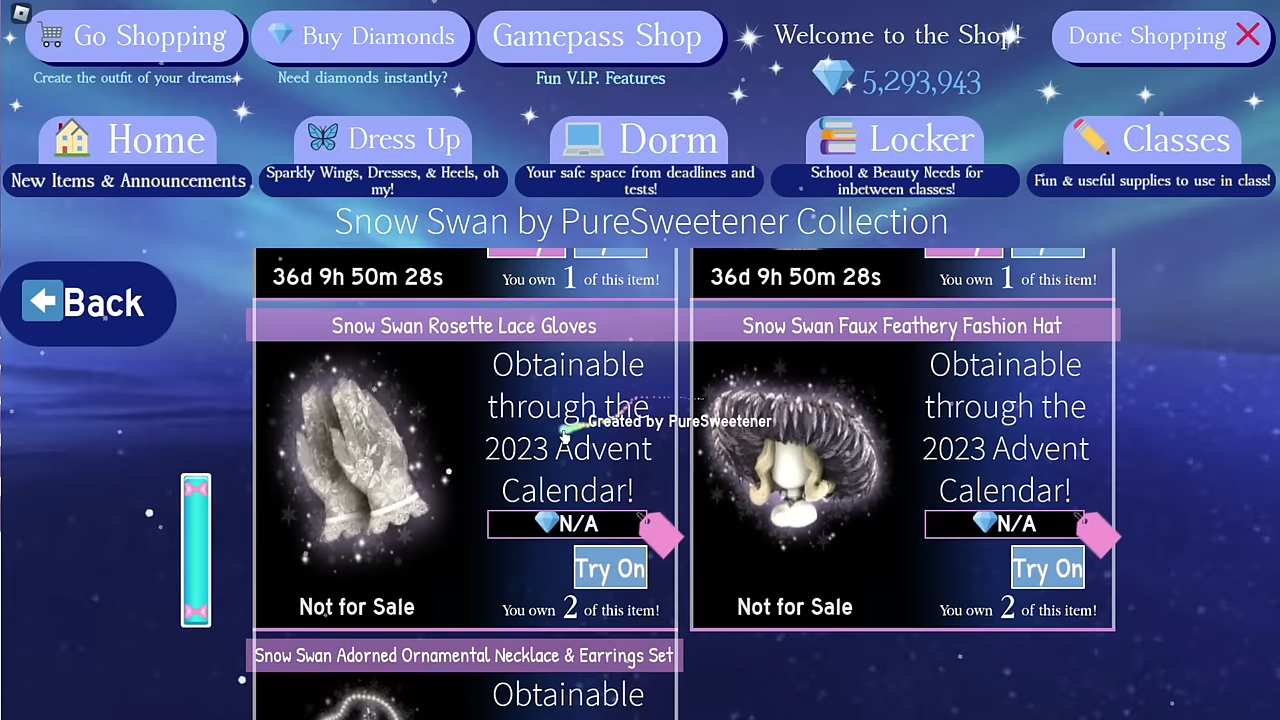 Go Shopping
Create the outfit of your dreams
Buy Diamonds
Need diamonds instantly?
Gamepass Shop
Fun V.I.P. Features
Welcome to the Shop!
5,293,943
Done Shopping
Home
New Items & Announcements
Dress Up
Sparkly Wings, Dresses, & Heels, oh
my!
Dorm
Your safe space from deadlines and
tests!
Locker
School & Beauty Needs for
inbetween classes!
Classes
Fun & useful supplies to use in class!
Snow Swan by PureSweetener Collection
Back
36d 9h 50m 28s
You own 1 of this item!
36d 9h 50m 28s
You own 1 of this item!
Snow Swan Rosette Lace Gloves
Obtainable
through the
2023 Advent
Calendar!
N/A
Try On
Not for Sale
You own 2 of this item!
Created by PureSweetener
Snow Swan Faux Feathery Fashion Hat
Obtainable
through the
2023 Advent
Calendar!
N/A
Try On
Not for Sale
You own 2 of this item!
Snow Swan Adorned Ornamental Necklace & Earrings Set
Obtainable